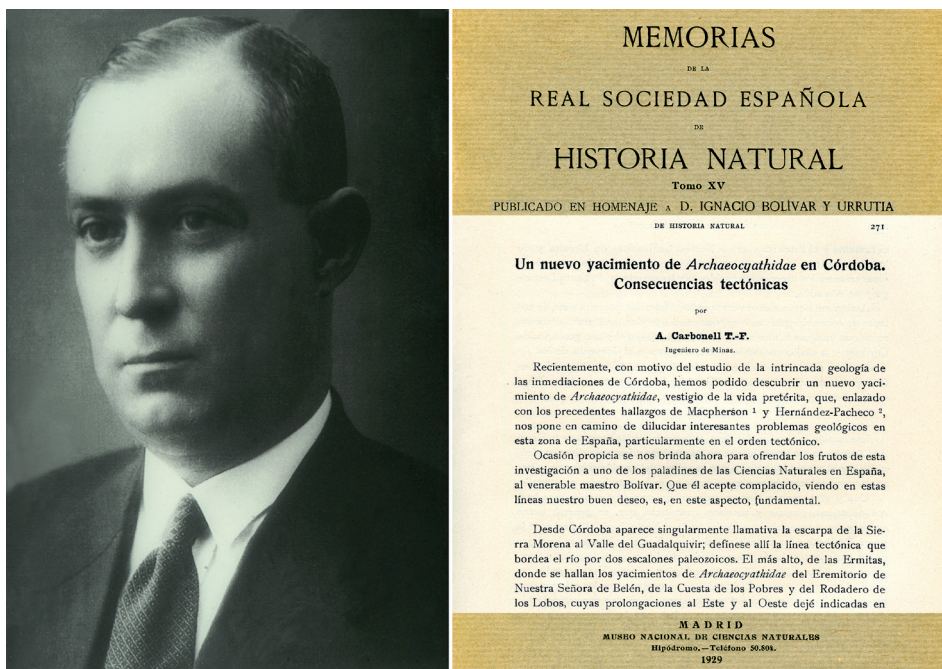 MEMORIAS
DE LA
REAL SOCIEDAD ESPAÑOLA
DE
HISTORIA NATURAL
Tomo XV
PUBLICADO EN HOMENAJE A D. IGNACIO BOLÍVAR Y URRUTIA
DE HISTORIA NATURAL 271
Un nuevo yacimiento de Archaeocyathidae en Córdoba.
Consecuencias tectónicas
por
A. Carbonell T.-F.
Ingeniero de Minas.
Recientemente, con motivo del estudio de la intrincada geología de
las inmediaciones de Córdoba, hemos podido descubrir un nuevo yaci-
miento de Archaeocyathidae, vestigio de la vida pretérita, que, enlazado
con los precedentes hallazgos de Macpherson ¹ y Hernández-Pacheco ²,
nos pone en camino de dilucidar interesantes problemas geológicos en
esta zona de España, particularmente en el orden tectónico.
Ocasión propicia se nos brinda ahora para ofrendar los frutos de esta
investigación a uno de los paladines de las Ciencias Naturales en España,
al venerable maestro Bolívar. Que él acepte complacido, viendo en estas
líneas nuestro buen deseo, es, en este aspecto, fundamental.
Desde Córdoba aparece singularmente llamativa la escarpa de la Sie-
rra Morena al Valle del Guadalquivir; defínese allí la línea tectónica que
bordea el río por dos escalones paleozoicos. El más alto, de las Ermitas,
donde se hallan los yacimientos de Archaeocyathidae del Eremitorio de
Nuestra Señora de Belén, de la Cuesta de los Pobres y del Rodadero de
los Lobos, cuyas prolongaciones al Este y al Oeste dejé indicadas en
MADRID
MUSEO NACIONAL DE CIENCIAS NATURALES
Hipódromo.—Teléfono 50.804.
1929